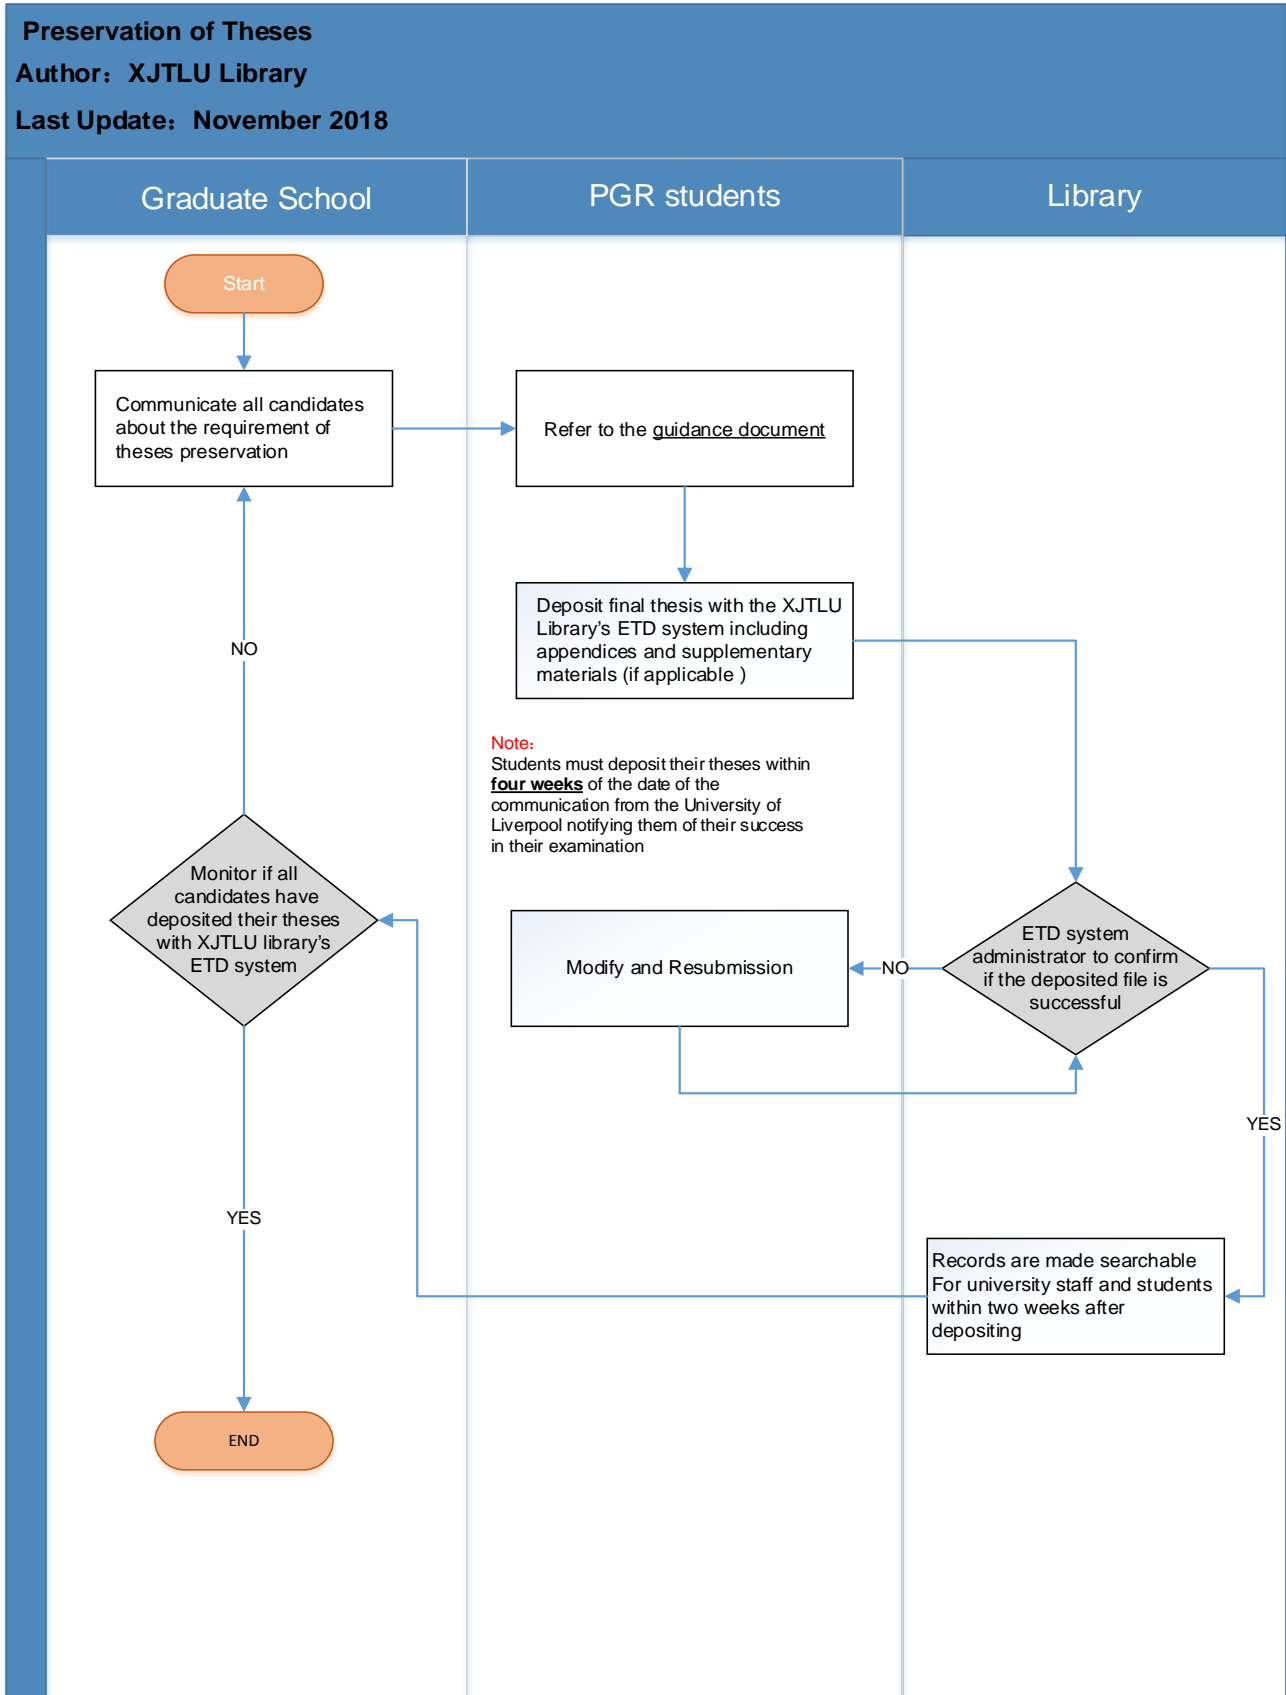 Preservation of Theses
Author：XJTLU Library
Last Update：November 2018
Graduate School
PGR students
Library
Start
Communicate all candidates
about the requirement of
theses preservation
Refer to the guidance document
Deposit final thesis with the XJTLU
Library’s ETD system including
appendices and supplementary
materials (if applicable )
NO
Note：
Students must deposit their theses within
four weeks of the date of the
communication from the University of
Liverpool notifying them of their success
in their examination
Monitor if all
candidates have
deposited their theses
with XJTLU library’s
ETD system
Modify and Resubmission
NO
ETD system
administrator to confirm
if the deposited file is
successful
YES
YES
Records are made searchable
For university staff and students
within two weeks after
depositing
END